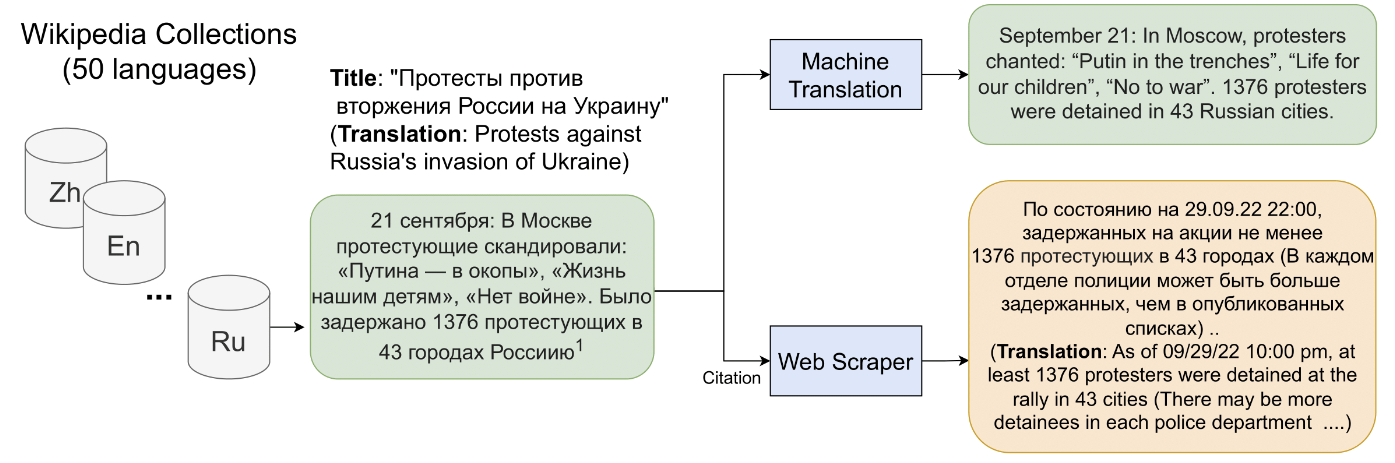 Wikipedia Collections
(50 languages)
Zh
En
...
Ru
Title: "Протесты против
вторжения России на Украину"
(Translation: Protests against
Russia's invasion of Ukraine)
21 сентября: В Москве
протестующие скандировали:
«Путина — в окопы», «Жизнь
нашим детям», «Нет войне». Было
задержано 1376 протестующих в
43 городах Россиию1
Citation
Machine
Translation
Web Scraper
September 21: In Moscow, protesters
chanted: “Putin in the trenches”, “Life for
our children”, “No to war”. 1376 protesters
were detained in 43 Russian cities.
По состоянию на 29.09.22 22:00,
задержанных на акции не менее
1376 протестующих в 43 городах (В каждом
отделе полиции может быть больше
задержанных, чем в опубликованных
списках) ..
(Translation: As of 09/29/22 10:00 pm, at
least 1376 protesters were detained at the
rally in 43 cities (There may be more
detainees in each police department ....)